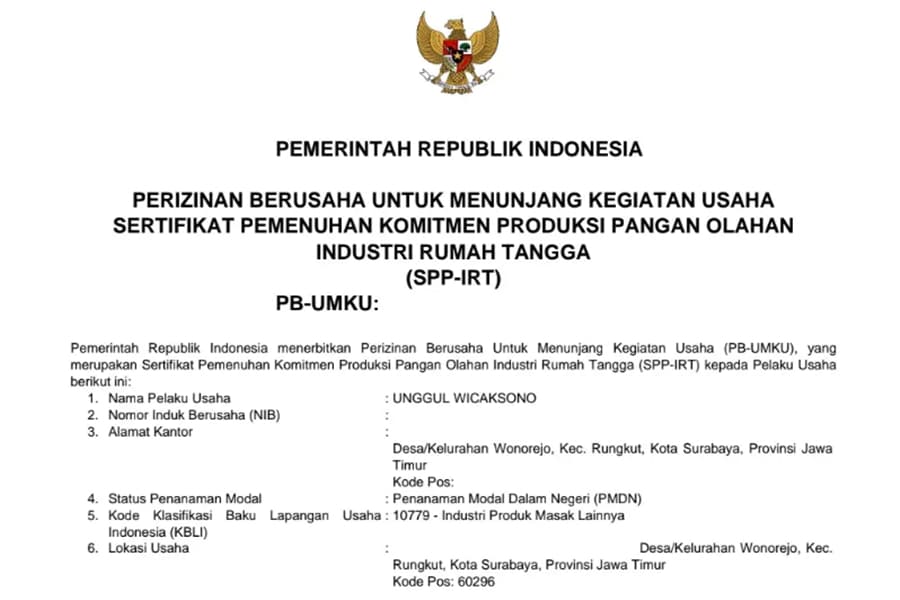 PEMERINTAH REPUBLIK INDONESIA
PERIZINAN BERUSAHA UNTUK MENUNJANG KEGIATAN USAHA
SERTIFIKAT PEMENUHAN KOMITMEN PRODUKSI PANGAN OLAHAN
INDUSTRI RUMAH TANGGA
(SPP-IRT)
PB-UMKU:
Pemerintah Republik Indonesia menerbitkan Perizinan Berusaha Untuk Menunjang Kegiatan Usaha (PB-UMKU), yang
merupakan Sertifikat Pemenuhan Komitmen Produksi Pangan Olahan Industri Rumah Tangga (SPP-IRT) kepada Pelaku Usaha
berikut ini:
1. Nama Pelaku Usaha : UNGGUL WICAKSONO
2. Nomor Induk Berusaha (NIB) :
3. Alamat Kantor :
Desa/Kelurahan Wonorejo, Kec. Rungkut, Kota Surabaya, Provinsi Jawa
Timur
Kode Pos:
4. Status Penanaman Modal : Penanaman Modal Dalam Negeri (PMDN)
5. Kode Klasifikasi Baku Lapangan Usaha : 10779 - Industri Produk Masak Lainnya
Indonesia (KBLI)
6. Lokasi Usaha : Desa/Kelurahan Wonorejo, Kec.
Rungkut, Kota Surabaya, Provinsi Jawa Timur
Kode Pos: 60296